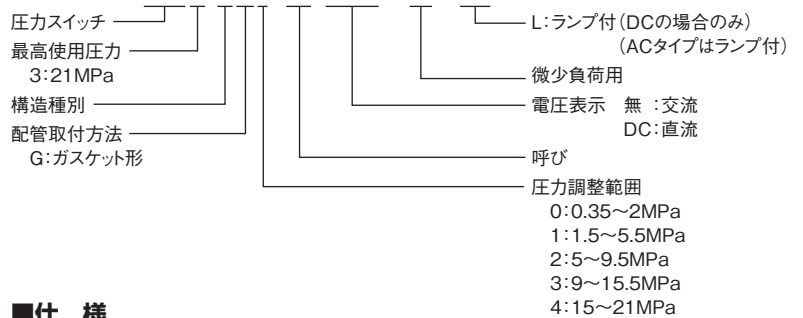 圧力スイッチ
最高使用圧力
3：21MPa
構造種別
配管取付方法
G：ガスケット形
L：ランプ付（DCの場合のみ）
（ACタイプはランプ付）
微少負荷用
電圧表示 無 ：交流
DC：直流
呼び
圧力調整範囲
0：0.35～2MPa
1：1.5～5.5MPa
2：5～9.5MPa
3：9～15.5MPa
4：15～21MPa
■仕 様